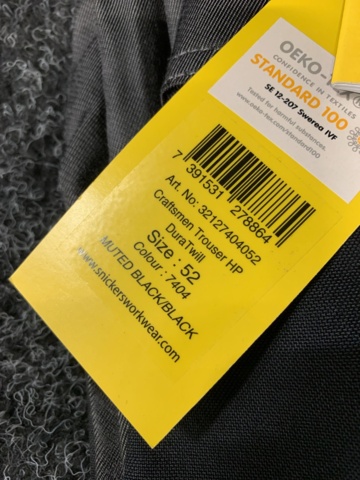 OEKO-TEX
CONFIDENCE IN TEXTILES
STANDARD 100
SE 12-207 Swerea IVF
Tested for harmful substances.
www.oeko-tex.com/standard100
7 391531 278864
Art. No: 32127404052
Craftsmen Trouser HP
DuraTwill
Size : 52
Colour : 7404
MUTED BLACK/BLACK
www.snickersworkwear.com